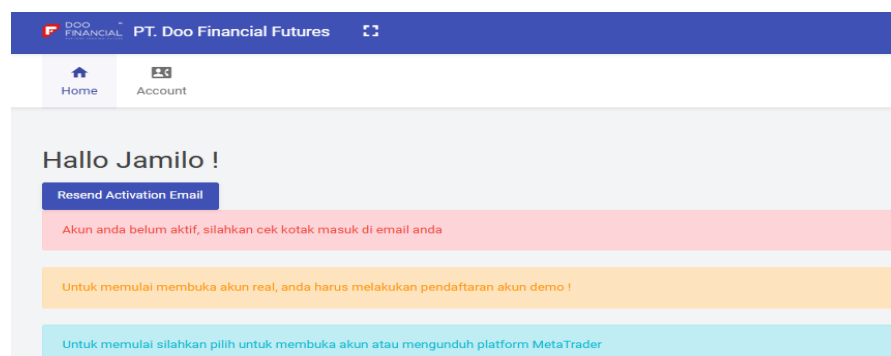 DOO
FINANCIAL
PT. Doo Financial Futures
Home
Account
Hallo Jamilo !
Resend Activation Email
Akun anda belum aktif, silahkan cek kotak masuk di email anda
Untuk memulai membuka akun real, anda harus melakukan pendaftaran akun demo !
Untuk memulai silahkan pilih untuk membuka akun atau mengunduh platform MetaTrader